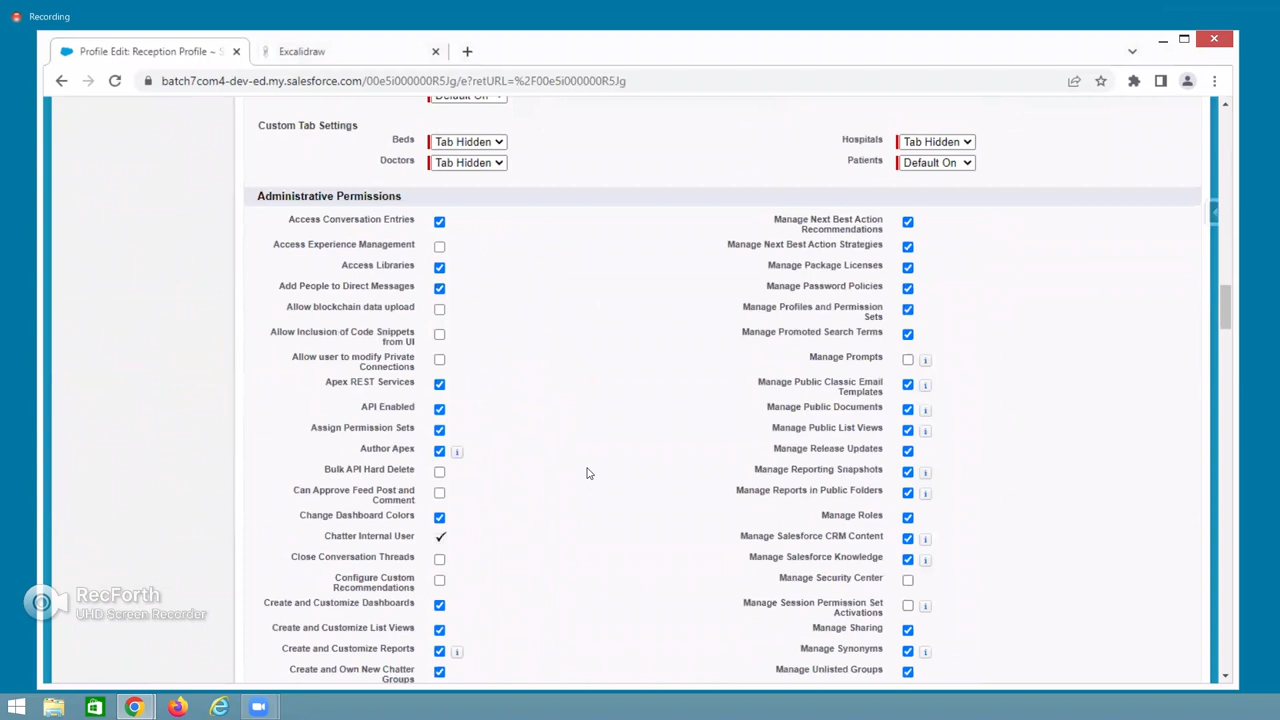 Recording
Profile Edit: Reception Profile ~ S
Excalidraw
batch7com4-dev-ed.my.salesforce.com/00e5i000000R5Jg/e?retURL=%2F00e5i000000R5Jg
Default On
Custom Tab Settings
Beds Tab Hidden Hospitals Tab Hidden
Doctors Tab Hidden Patients Default On
Administrative Permissions
Access Conversation Entries
Manage Next Best Action
Recommendations
Access Experience Management
Manage Next Best Action Strategies
Access Libraries
Manage Package Licenses
Add People to Direct Messages
Manage Password Policies
Allow blockchain data upload
Manage Profiles and Permission
Sets
Allow Inclusion of Code Snippets
from UI
Manage Promoted Search Terms
Allow user to modify Private
Connections
Manage Prompts
Apex REST Services
Manage Public Classic Email
Templates
API Enabled
Manage Public Documents
Assign Permission Sets
Manage Public List Views
Author Apex
Manage Release Updates
Bulk API Hard Delete
Manage Reporting Snapshots
Can Approve Feed Post and
Comment
Manage Reports in Public Folders
Change Dashboard Colors
Manage Roles
Chatter Internal User
Manage Salesforce CRM Content
Close Conversation Threads
Manage Salesforce Knowledge
Configure Custom
Recommendations
Manage Security Center
Create and Customize Dashboards
Manage Session Permission Set
Activations
Create and Customize List Views
Manage Sharing
Create and Customize Reports
Manage Synonyms
Create and Own New Chatter
Groups
Manage Unlisted Groups
RecForth
UHD Screen Recorder